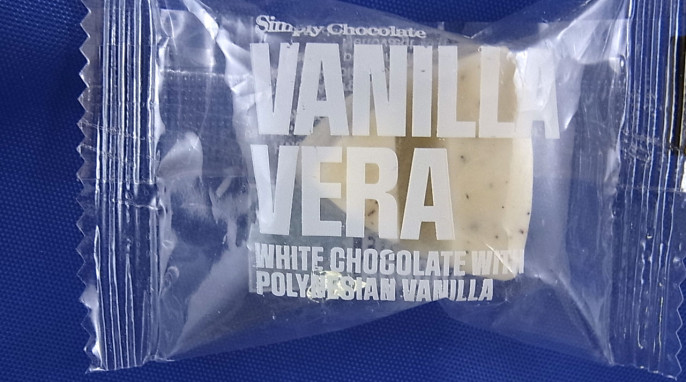 Simply Chocolate
VANILLA
VERA
WHITE CHOCOLATE WITH
POLYNESIAN VANILLA